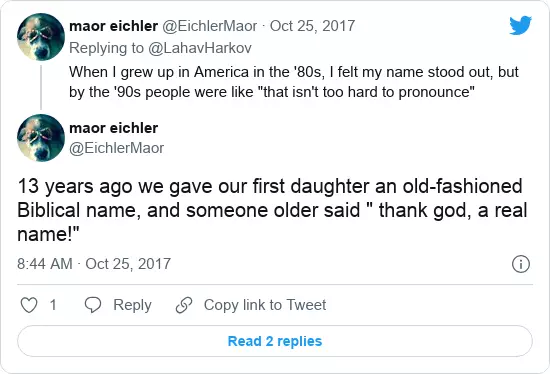 maor eichler @EichlerMaor · Oct 25, 2017
Replying to @LahavHarkov
When I grew up in America in the '80s, I felt my name stood out, but
by the '90s people were like "that isn't too hard to pronounce"
maor eichler
@EichlerMaor
13 years ago we gave our first daughter an old-fashioned
Biblical name, and someone older said " thank god, a real
name!"
8:44 AM · Oct 25, 2017
1 Reply Copy link to Tweet
Read 2 replies